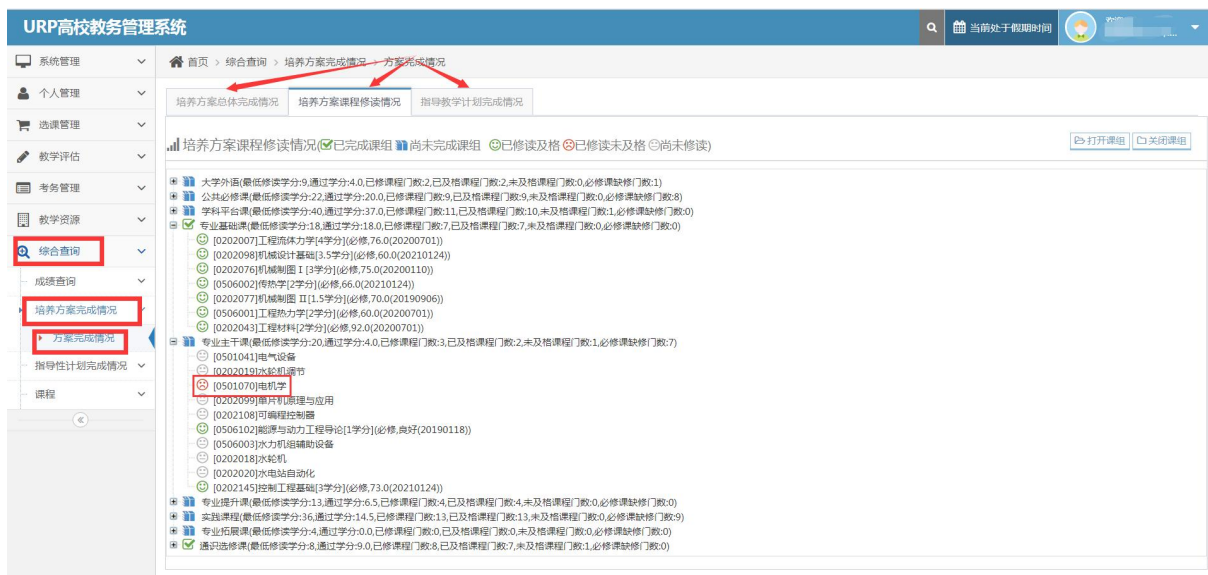 URP高校教务管理系统
当前处于假期时间
系统管理
个人管理
选课管理
教学评估
考务管理
教学资源
综合查询
成绩查询
培养方案完成情况
方案完成情况
指导性计划完成情况
课程
首页 > 综合查询 > 培养方案完成情况 > 方案完成情况
培养方案总体完成情况 培养方案课程修读情况 指导教学计划完成情况
培养方案课程修读情况(已完成课组 尚未完成课组 已修读及格 已修读未及格 尚未修读)
打开课组 关闭课组
大学外语(最低修读学分:9,通过学分:4.0,已修课程门数:2,已及格课程门数:2,未及格课程门数:0,必修课缺修门数:1)
公共必修课(最低修读学分:22,通过学分:20.0,已修课程门数:9,已及格课程门数:9,未及格课程门数:0,必修课缺修门数:8)
学科平台课(最低修读学分:40,通过学分:37.0,已修课程门数:11,已及格课程门数:10,未及格课程门数:1,必修课缺修门数:0)
专业基础课(最低修读学分:18,通过学分:18.0,已修课程门数:7,已及格课程门数:7,未及格课程门数:0,必修课缺修门数:0)
[0202007]工程流体力学[4学分](必修,76.0(20200701))
[0202098]机械设计基础[3.5学分](必修,60.0(20210124))
[0202076]机械制图 I [3学分](必修,75.0(20200110))
[0506002]传热学[2学分](必修,66.0(20210124))
[0202077]机械制图 II[1.5学分](必修,70.0(20190906))
[0506001]工程热力学[2学分](必修,60.0(20200701))
[0202043]工程材料[2学分](必修,92.0(20200701))
专业主干课(最低修读学分:20,通过学分:4.0,已修课程门数:3,已及格课程门数:2,未及格课程门数:1,必修课缺修门数:7)
[0501041]电气设备
[0202019]水轮机调节
[0501070]电机学
[0202099]单片机原理与应用
[0202108]可编程控制器
[0506102]能源与动力工程导论[1学分](必修,良好(20190118))
[0506003]水力机组辅助设备
[0202018]水轮机
[0202020]水电站自动化
[0202145]控制工程基础[3学分](必修,73.0(20210124))
专业提升课(最低修读学分:13,通过学分:6.5,已修课程门数:4,已及格课程门数:4,未及格课程门数:0,必修课缺修门数:0)
实践课程(最低修读学分:36,通过学分:14.5,已修课程门数:13,已及格课程门数:13,未及格课程门数:0,必修课缺修门数:9)
专业拓展课(最低修读学分:4,通过学分:0.0,已修课程门数:0,已及格课程门数:0,未及格课程门数:0,必修课缺修门数:0)
通识选修课(最低修读学分:8,通过学分:9.0,已修课程门数:8,已及格课程门数:7,未及格课程门数:1,必修课缺修门数:0)